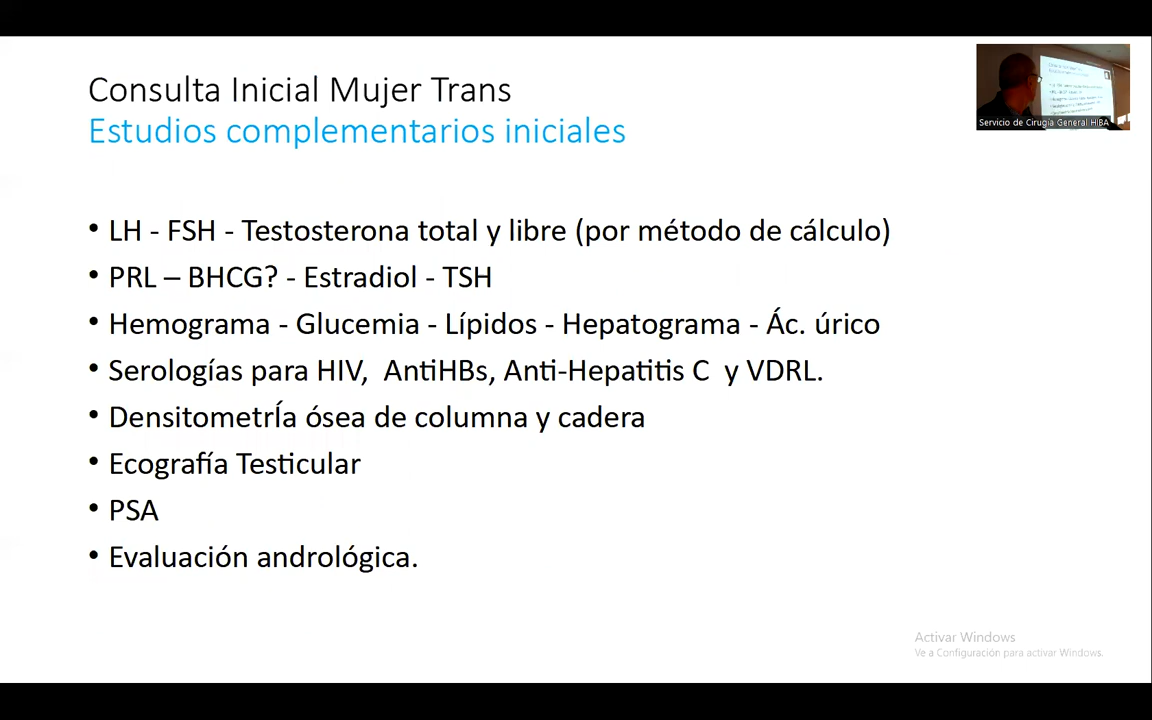 Consulta Inicial Mujer Trans
Estudios complementarios iniciales
Servicio de Cirugía General HIBA
• LH - FSH - Testosterona total y libre (por método de cálculo)
• PRL – BHCG? - Estradiol - TSH
• Hemograma - Glucemia - Lípidos - Hepatograma - Ác. úrico
• Serologías para HIV, AntiHBs, Anti-Hepatitis C y VDRL.
• DensitometrÍa ósea de columna y cadera
• Ecografía Testicular
• PSA
• Evaluación andrológica.
Activar Windows
Ve a Configuración para activar Windows.